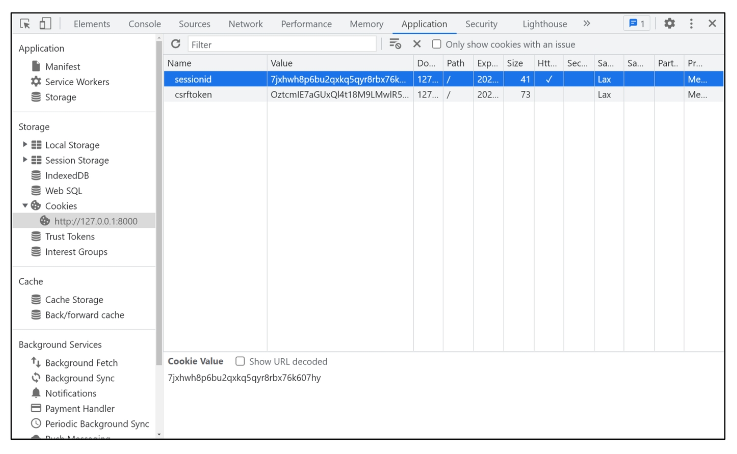 Elements Console Sources Network Performance Memory Application Security Lighthouse » 1
Application
Manifest
Service Workers
Storage
Storage
Local Storage
Session Storage
IndexedDB
Web SQL
Cookies
http://127.0.0.1:8000
Trust Tokens
Interest Groups
Cache
Cache Storage
Back/forward cache
Background Services
Background Fetch
Background Sync
Notifications
Payment Handler
Periodic Background Sync
Push Messaging
Filter Only show cookies with an issue
Name Value Do... Path Exp... Size Htt... Sec... Sa... Sa... Part... Pr...
sessionid 7jxhwh8p6bu2qxkq5qyr8rbx76k... 127... / 202... 41 ✓ Lax Me...
csrftoken OztcmIE7aGUxQl4t18M9LMwlR5... 127... / 202... 73 Lax Me...
Cookie Value Show URL decoded
7jxhwh8p6bu2qxkq5qyr8rbx76k607hy